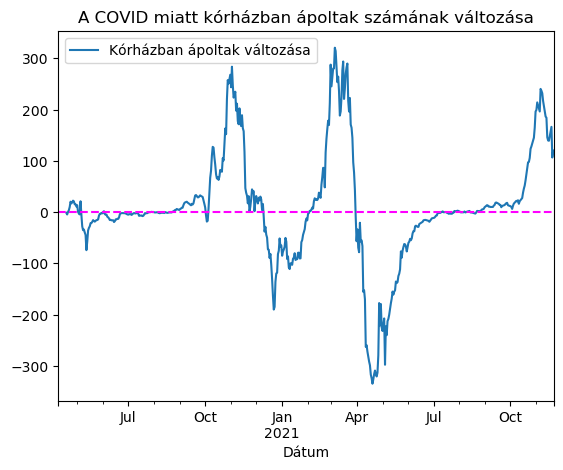 A COVID miatt kórházban ápoltak számának változása
Kórházban ápoltak változása
300
200
100
0
−100
−200
−300
Jul
Oct
Jan
2021
Apr
Jul
Oct
Dátum